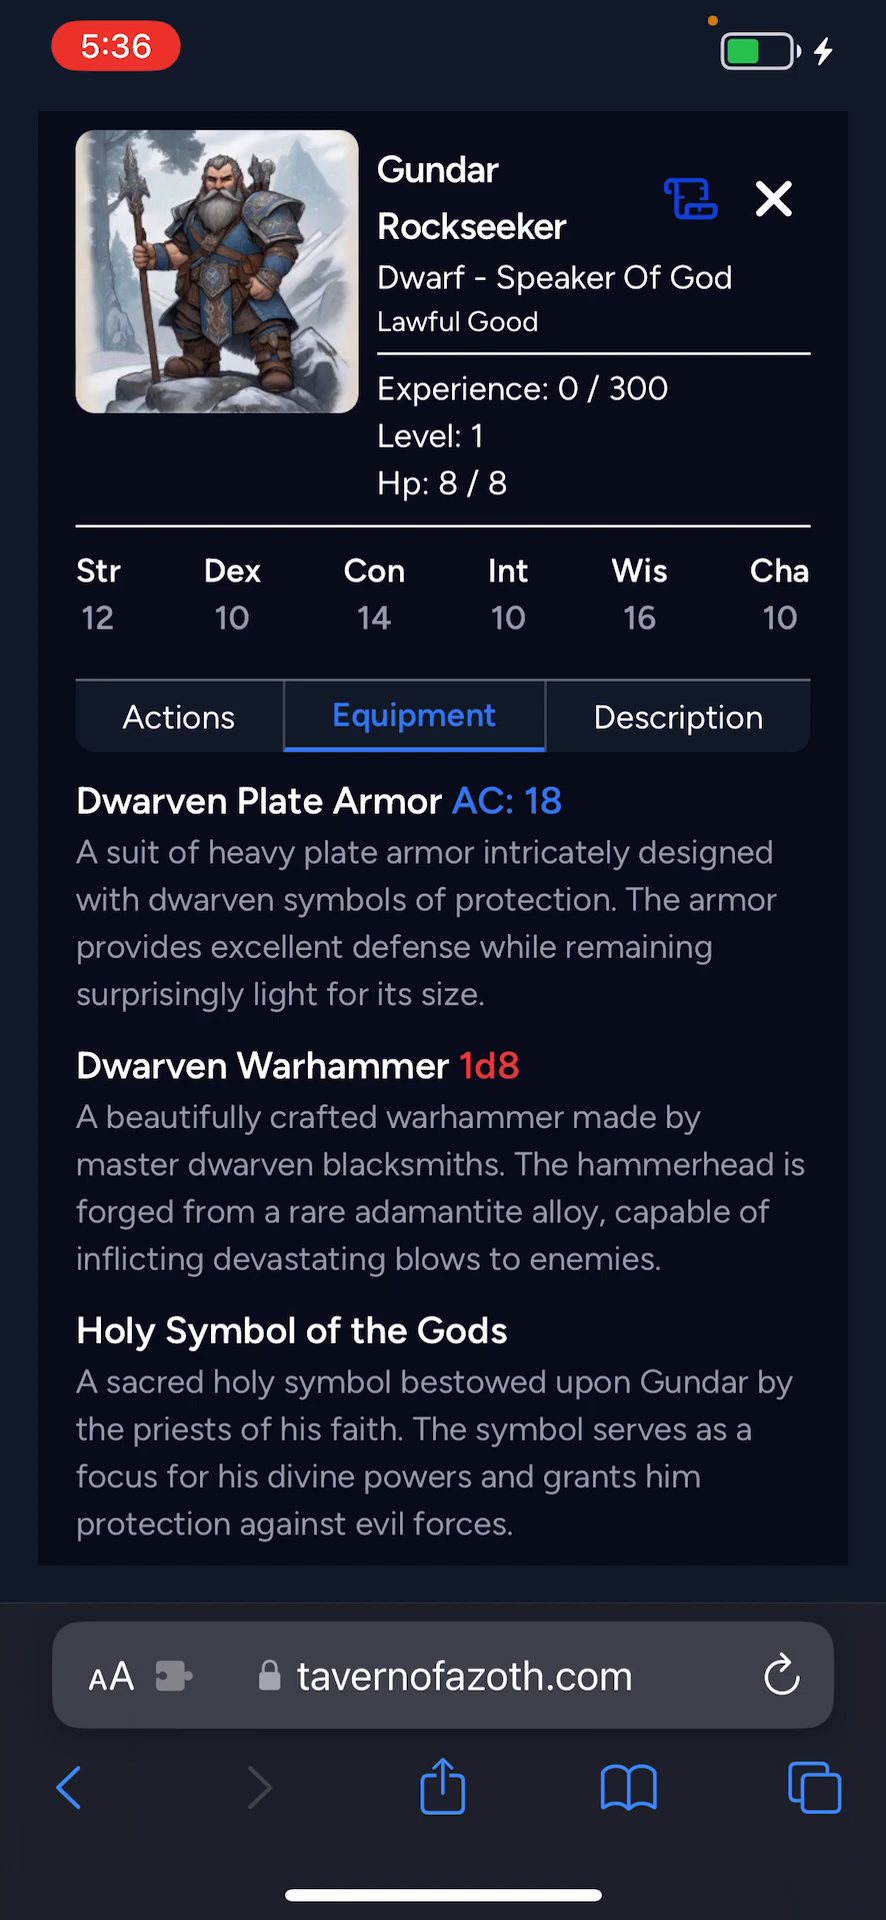 5:36
Gundar
Rockseeker
Dwarf - Speaker Of God
Lawful Good
Experience: 0 / 300
Level: 1
Hp: 8 / 8
Str Dex Con Int Wis Cha
12 10 14 10 16 10
Actions Equipment Description
Dwarven Plate Armor AC: 18
A suit of heavy plate armor intricately designed
with dwarven symbols of protection. The armor
provides excellent defense while remaining
surprisingly light for its size.
Dwarven Warhammer 1d8
A beautifully crafted warhammer made by
master dwarven blacksmiths. The hammerhead is
forged from a rare adamantite alloy, capable of
inflicting devastating blows to enemies.
Holy Symbol of the Gods
A sacred holy symbol bestowed upon Gundar by
the priests of his faith. The symbol serves as a
focus for his divine powers and grants him
protection against evil forces.
AA tavernofazoth.com